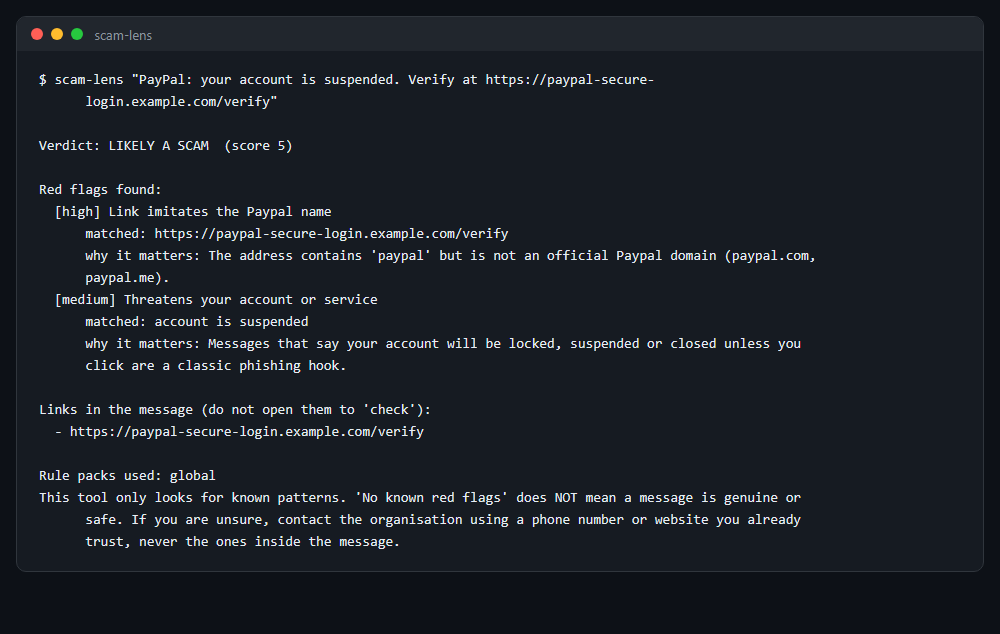 scam-lens
$ scam-lens "PayPal: your account is suspended. Verify at https://paypal-secure-
login.example.com/verify"
Verdict: LIKELY A SCAM  (score 5)
Red flags found:
[high] Link imitates the Paypal name
matched: https://paypal-secure-login.example.com/verify
why it matters: The address contains 'paypal' but is not an official Paypal domain (paypal.com,
paypal.me).
[medium] Threatens your account or service
matched: account is suspended
why it matters: Messages that say your account will be locked, suspended or closed unless you
click are a classic phishing hook.
Links in the message (do not open them to 'check'):
- https://paypal-secure-login.example.com/verify
Rule packs used: global
This tool only looks for known patterns. 'No known red flags' does NOT mean a message is genuine or
safe. If you are unsure, contact the organisation using a phone number or website you already
trust, never the ones inside the message.